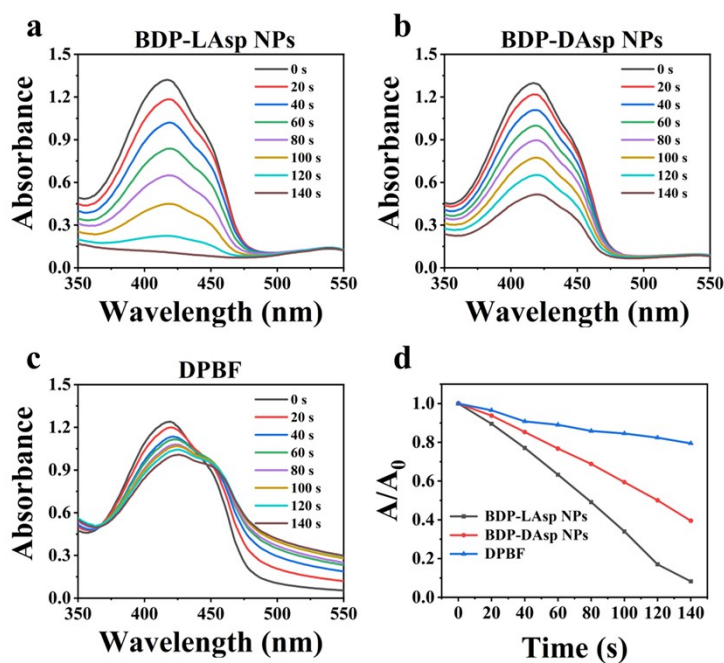 a
BDP-LAsp NPs
Absorbance
1.5
1.2
0.9
0.6
0.3
0.0
0 s
20 s
40 s
60 s
80 s
100 s
120 s
140 s
350
400
450
500
550
Wavelength (nm)
b
BDP-DAsp NPs
Absorbance
1.5
1.2
0.9
0.6
0.3
0.0
0 s
20 s
40 s
60 s
80 s
100 s
120 s
140 s
350
400
450
500
550
Wavelength (nm)
c
DPBF
Absorbance
1.5
1.2
0.9
0.6
0.3
0.0
0 s
20 s
40 s
60 s
80 s
100 s
120 s
140 s
350
400
450
500
550
Wavelength (nm)
d
A/A0
1.0
0.8
0.6
0.4
0.2
0.0
BDP-LAsp NPs
BDP-DAsp NPs
DPBF
0
20
40
60
80
100
120
140
Time (s)